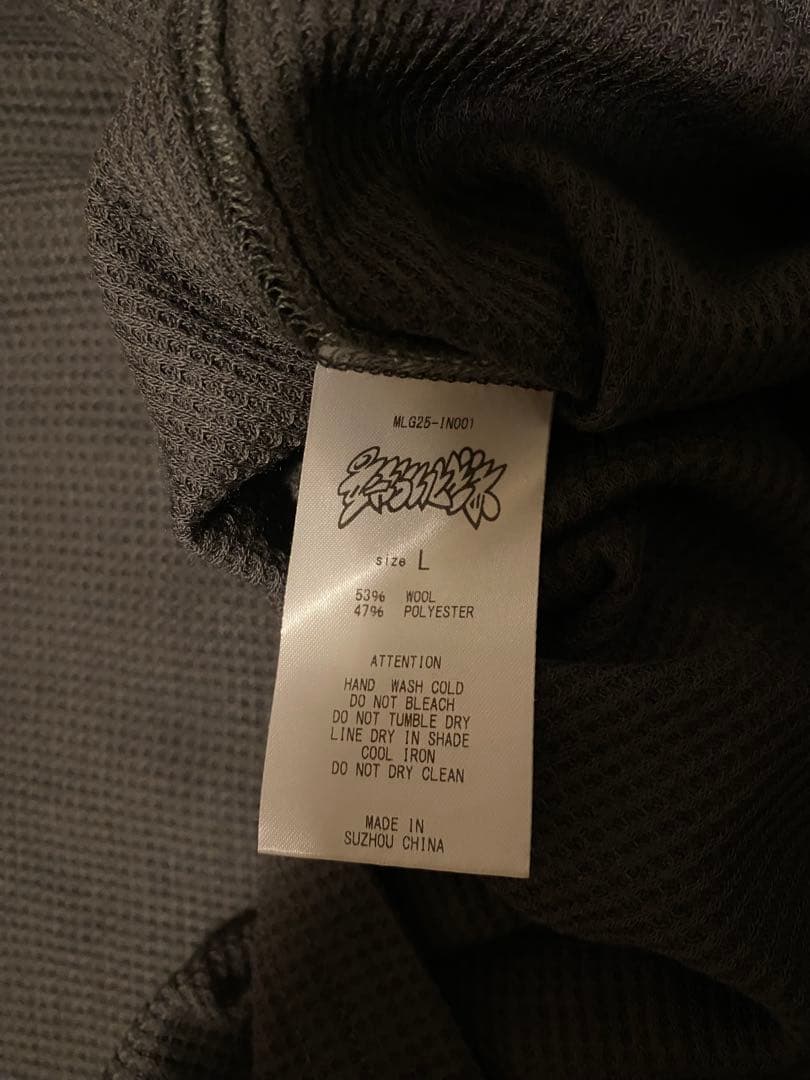 MLG25-IN001
size L
53% WOOL
47% POLYESTER
ATTENTION
HAND WASH COLD
DO NOT BLEACH
DO NOT TUMBLE DRY
LINE DRY IN SHADE
COOL IRON
DO NOT DRY CLEAN
MADE IN
SUZHOU CHINA